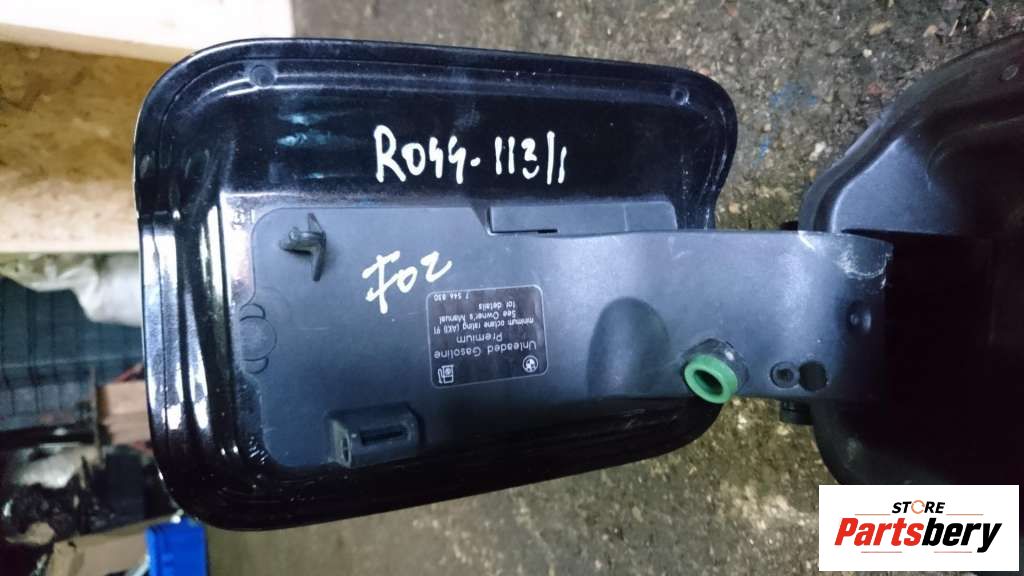 R044-113/1
F02
Unleaded Gasoline
Premium
minimum octane rating (AKI) 91
See Owner's Manual
for details
7 546 830
STORE
Partsbery